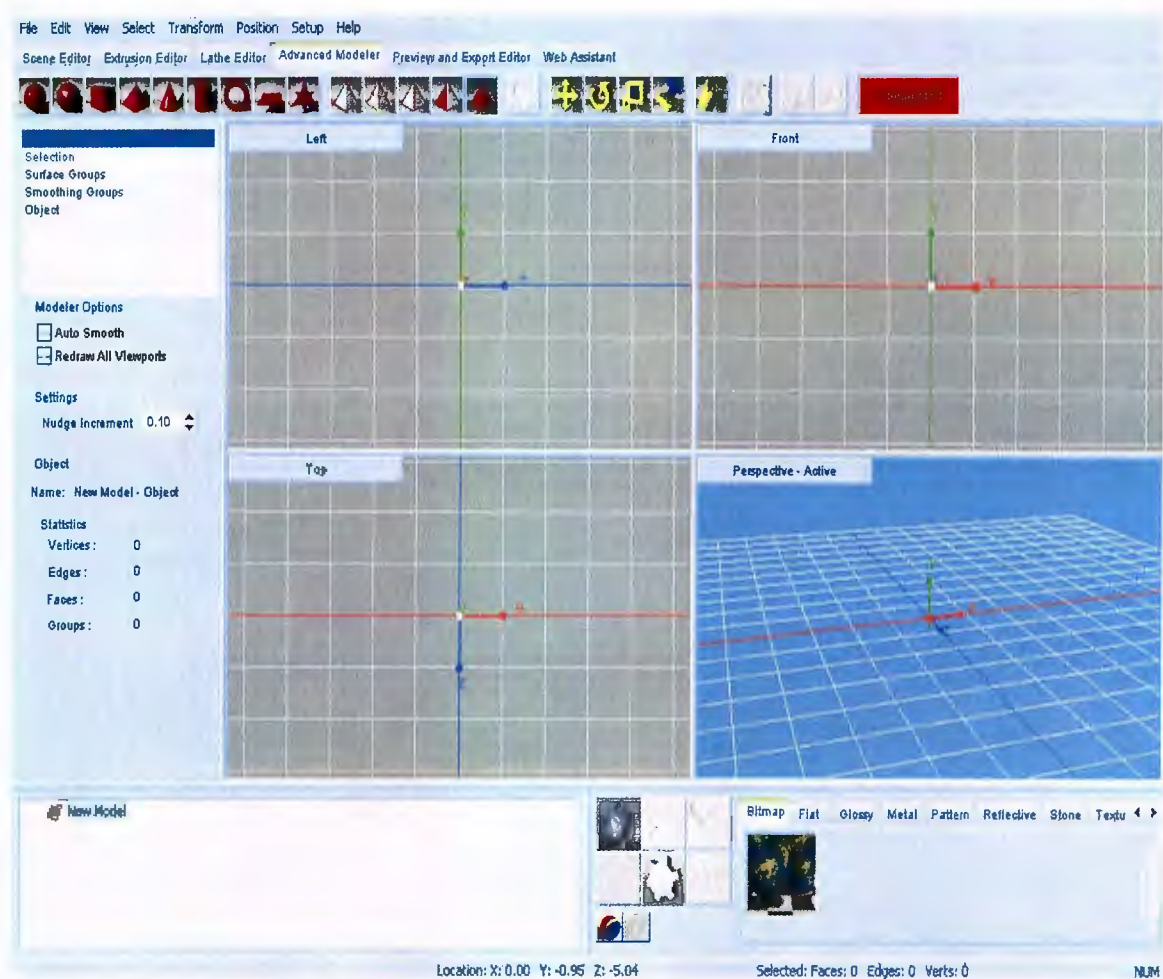 File Edit View Select Transform Position Setup Help
Scene Editor Extrusion Editor Lathe Editor Advanced Modeler Preview and Export Editor Web Assistant
Left
Front
Selection
Surface Groups
Smoothing Groups
Object
Modeler Options
Auto Smooth
Redraw All Viewports
Settings
Nudge Increment 0.10
Object
Name: New Model - Object
Statistics
Vertices: 0
Edges: 0
Faces: 0
Groups: 0
Top
Perspective - Active
New Model
Bitmap Flat Glossy Metal Pattern Reflective Stone Textu
Location: X: 0.00 Y: -0.95 Z: -5.04
Selected: Faces: 0 Edges: 0 Verts: 0
NUM